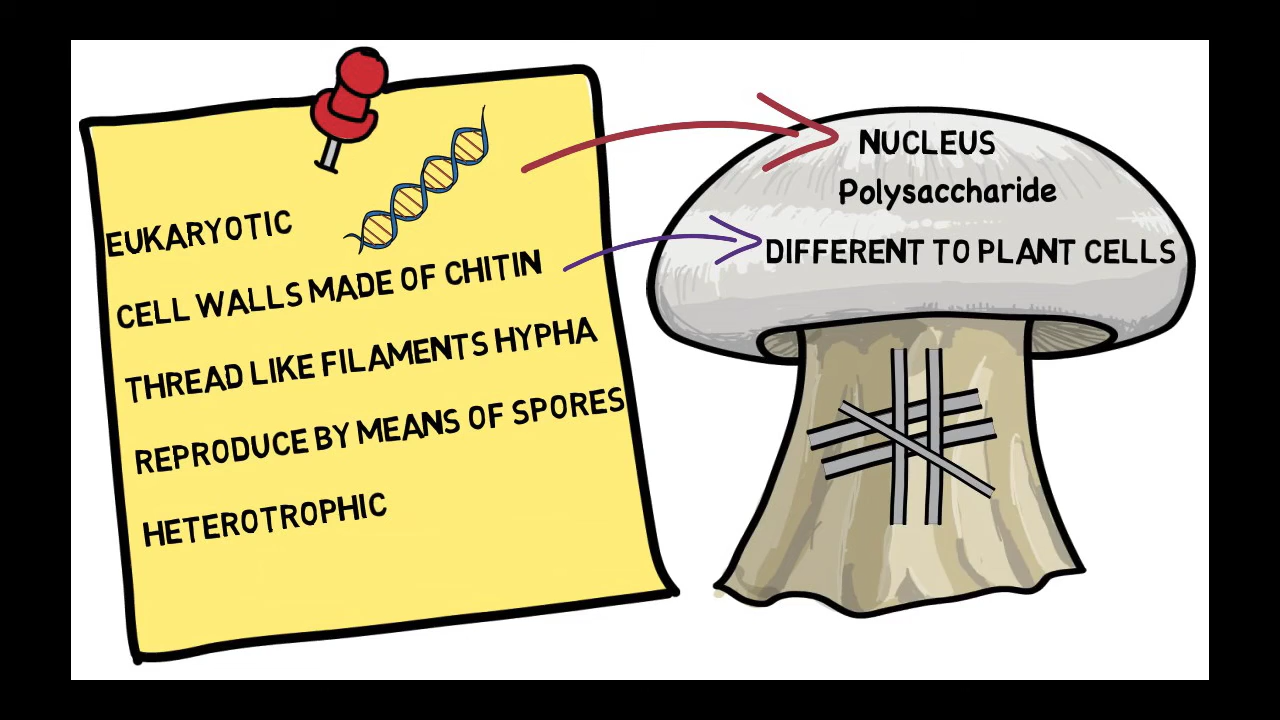 EUKARYOTIC
CELL WALLS MADE OF CHITIN
THREAD LIKE FILAMENTS HYPHA
REPRODUCE BY MEANS OF SPORES
HETEROTROPHIC
NUCLEUS
Polysaccharide
DIFFERENT TO PLANT CELLS